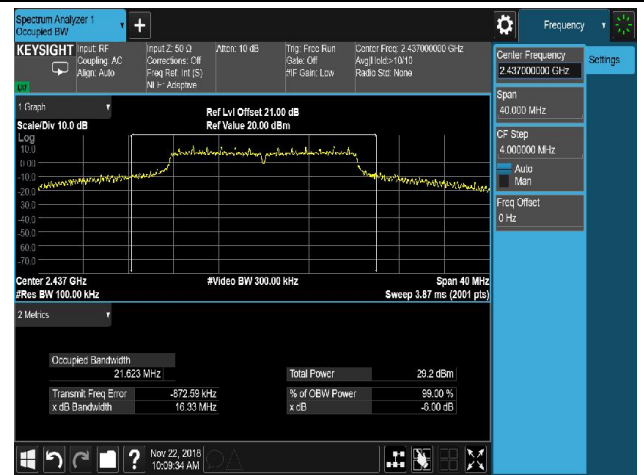 Spectrum Analyzer 1
Occupied BW
+
Frequency
KEYSIGHT
Input: RF
Coupling: AC
Align: Auto
Input Z: 50 Ω
Corrections: Off
Freq Ref: Int (S)
NFE: Adaptive
Atten: 10 dB
Trig: Free Run
Gate: Off
#IF Gain: Low
Center Freq: 2.437000000 GHz
Avg|Hold:>10/10
Radio Std: None
Center Frequency
2.437000000 GHz
Settings
Span
40.000 MHz
CF Step
4.000000 MHz
Auto
Man
Freq Offset
0 Hz
1 Graph
Scale/Div 10.0 dB
Ref Lvl Offset 21.00 dB
Ref Value 20.00 dBm
Log
10.0
0.00
-10.0
-20.0
-30.0
-40.0
-50.0
-60.0
-70.0
Center 2.437 GHz
#Video BW 300.00 kHz
Span 40 MHz
#Res BW 100.00 kHz
Sweep 3.87 ms (2001 pts)
2 Metrics
Occupied Bandwidth
21.623 MHz
Total Power
29.2 dBm
Transmit Freq Error
-872.59 kHz
% of OBW Power
99.00 %
x dB Bandwidth
16.33 MHz
x dB
-6.00 dB
?
Nov 22, 2018
10:09:34 AM